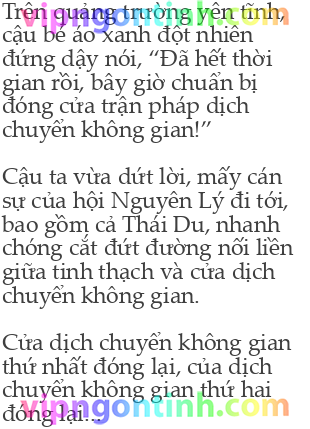 Trên quảng trường yên tĩnh,
vipngontinh.com
cậu bé áo xanh đột nhiên
đứng dậy nói, “Đã hết thời
gian rồi, bây giờ chuẩn bị
đóng cửa trận pháp dịch
chuyển không gian!”
Cậu ta vừa dứt lời, mấy cán
sự của hội Nguyên Lý đi tới,
bao gồm cả Thái Du, nhanh
chóng cắt đứt đường nối liền
giữa tinh thạch và cửa dịch
chuyển không gian.
Cửa dịch chuyển không gian
thứ nhất đóng lại, của dịch
chuyển không gian thứ hai
đóng lại...
vipngontinh.com